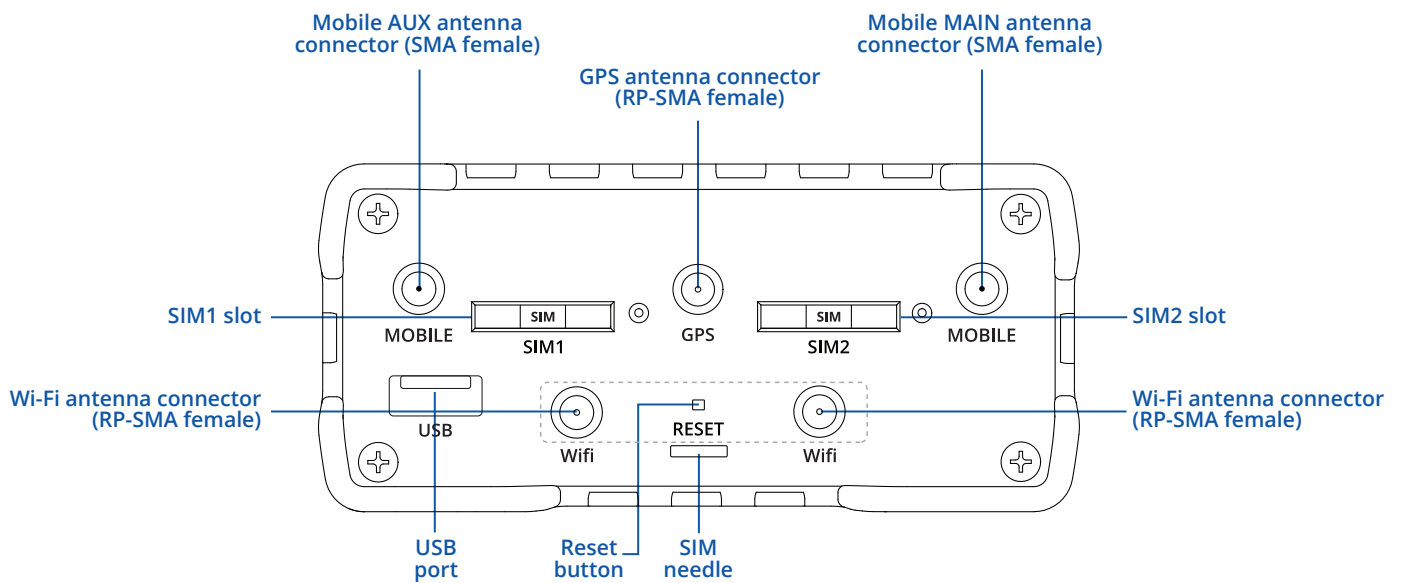 Mobile AUX antenna
connector (SMA female)
Mobile MAIN antenna
connector (SMA female)
GPS antenna connector
(RP-SMA female)
SIM1 slot
SIM
SIM
SIM2 slot
MOBILE
SIM1
GPS
SIM2
MOBILE
Wi-Fi antenna connector
(RP-SMA female)
Wi-Fi antenna connector
(RP-SMA female)
USB
RESET
Wifi
Wifi
USB
port
Reset
button
SIM
needle